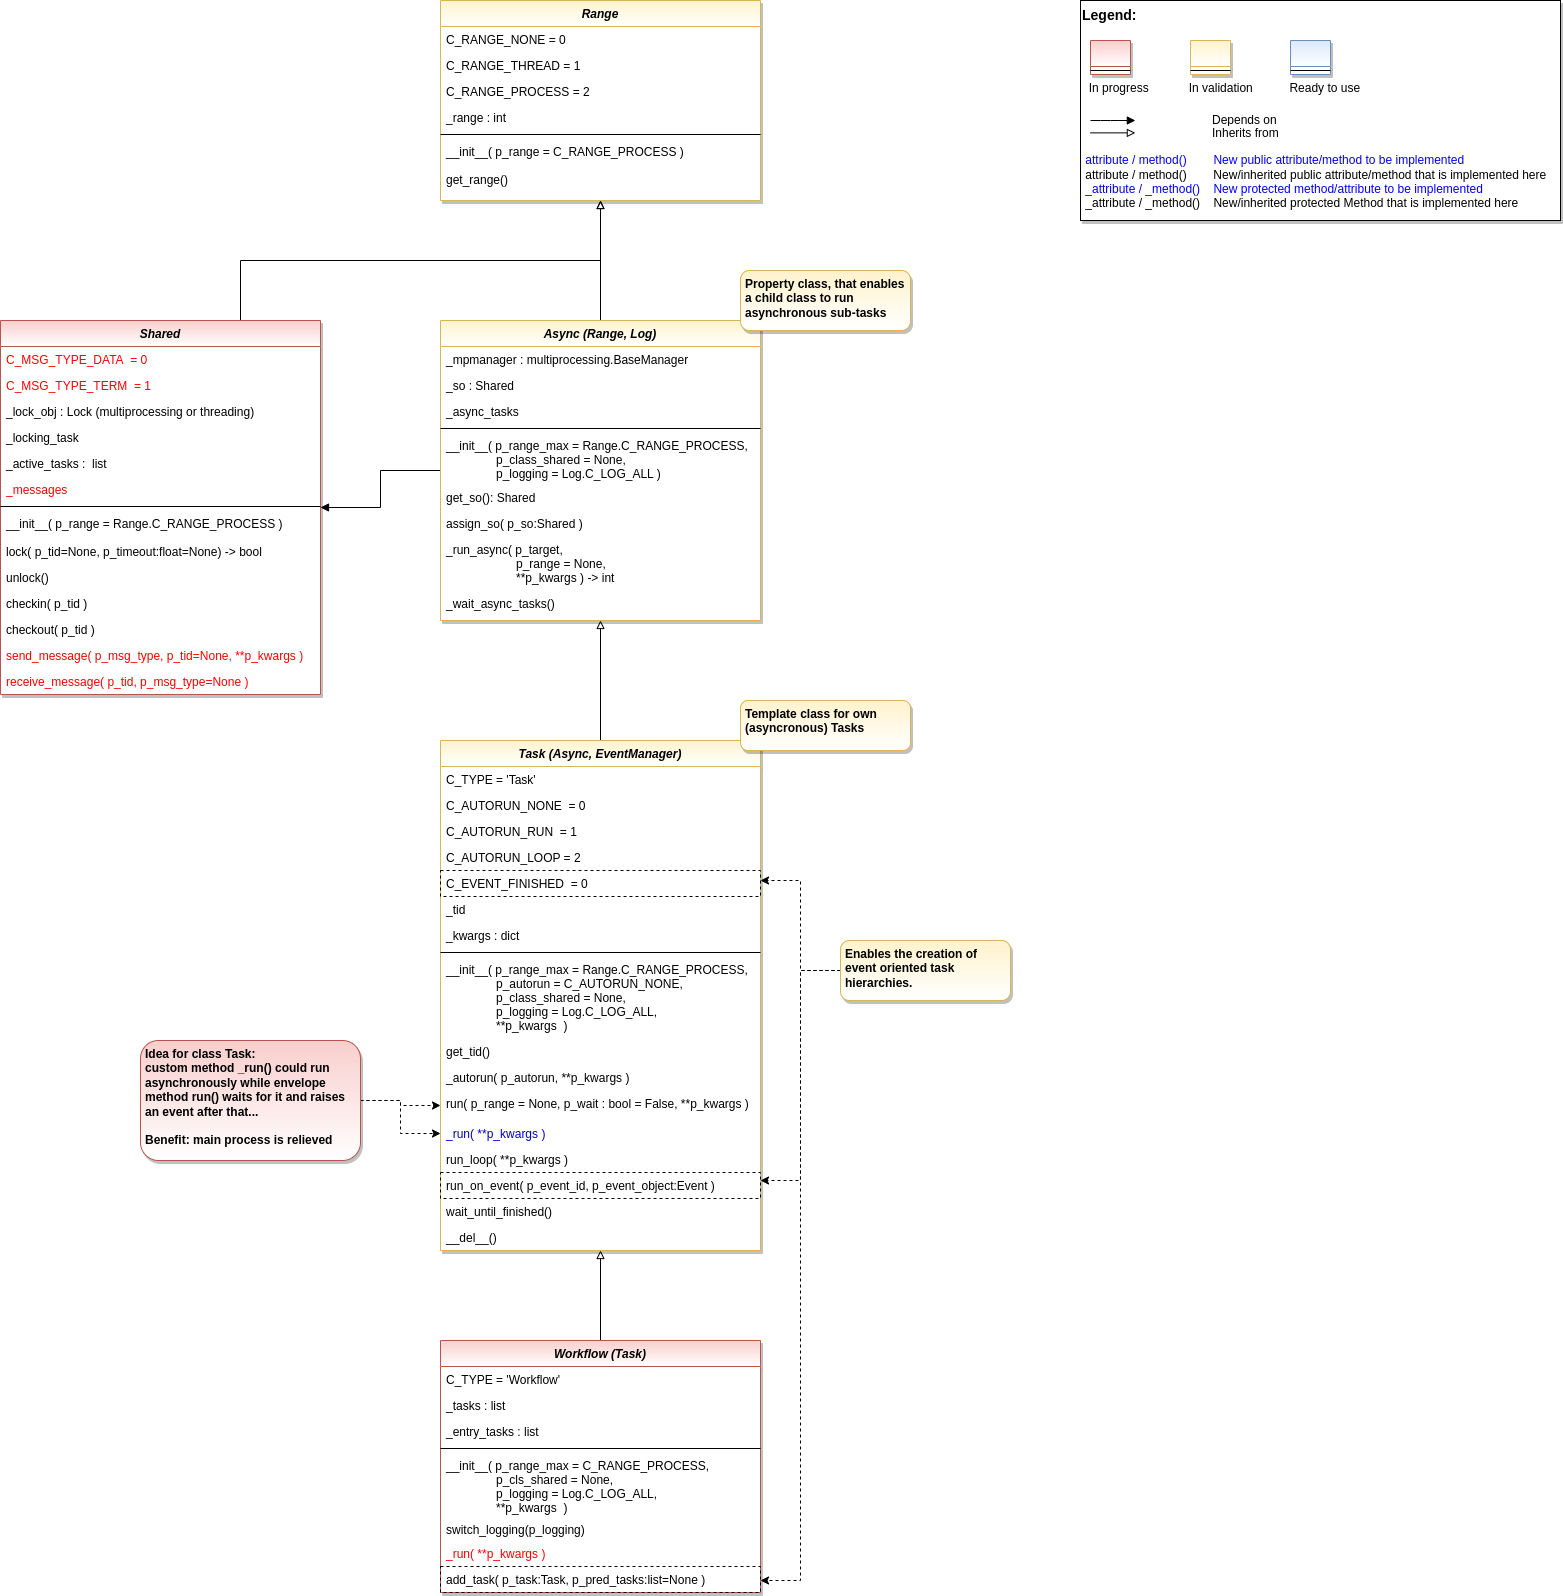 Range
C_RANGE_NONE = 0
C_RANGE_THREAD = 1
C_RANGE_PROCESS = 2
_range : int
__init__( p_range = C_RANGE_PROCESS )
get_range()
Legend:
In progress
In validation
Ready to use
Depends on
Inherits from
attribute / method() New public attribute/method to be implemented
attribute / method() New/inherited public attribute/method that is implemented here
_attribute / _method() New protected method/attribute to be implemented
_attribute / _method() New/inherited protected Method that is implemented here
Shared
C_MSG_TYPE_DATA  = 0
C_MSG_TYPE_TERM  = 1
_lock_obj : Lock (multiprocessing or threading)
_locking_task
_active_tasks :  list
_messages
__init__( p_range = Range.C_RANGE_PROCESS )
lock( p_tid=None, p_timeout:float=None) -> bool
unlock()
checkin( p_tid )
checkout( p_tid )
send_message( p_msg_type, p_tid=None, **p_kwargs )
receive_message( p_tid, p_msg_type=None )
Property class, that enables
a child class to run
asynchronous sub-tasks
Async (Range, Log)
_mpmanager : multiprocessing.BaseManager
_so : Shared
_async_tasks
__init__( p_range_max = Range.C_RANGE_PROCESS,
p_class_shared = None,
p_logging = Log.C_LOG_ALL )
get_so(): Shared
assign_so( p_so:Shared )
_run_async( p_target,
p_range = None,
**p_kwargs ) -> int
_wait_async_tasks()
Template class for own
(asyncronous) Tasks
Task (Async, EventManager)
C_TYPE = 'Task'
C_AUTORUN_NONE  = 0
C_AUTORUN_RUN  = 1
C_AUTORUN_LOOP = 2
C_EVENT_FINISHED  = 0
_tid
_kwargs : dict
__init__( p_range_max = Range.C_RANGE_PROCESS,
p_autorun = C_AUTORUN_NONE,
p_class_shared = None,
p_logging = Log.C_LOG_ALL,
**p_kwargs  )
get_tid()
_autorun( p_autorun, **p_kwargs )
run( p_range = None, p_wait : bool = False, **p_kwargs )
_run( **p_kwargs )
run_loop( **p_kwargs )
run_on_event( p_event_id, p_event_object:Event )
wait_until_finished()
__del__()
Enables the creation of
event oriented task
hierarchies.
Idea for class Task:
custom method _run() could run
asynchronously while envelope
method run() waits for it and raises
an event after that...
Benefit: main process is relieved
Workflow (Task)
C_TYPE = 'Workflow'
_tasks : list
_entry_tasks : list
__init__( p_range_max = C_RANGE_PROCESS,
p_cls_shared = None,
p_logging = Log.C_LOG_ALL,
**p_kwargs  )
switch_logging(p_logging)
_run( **p_kwargs )
add_task( p_task:Task, p_pred_tasks:list=None )